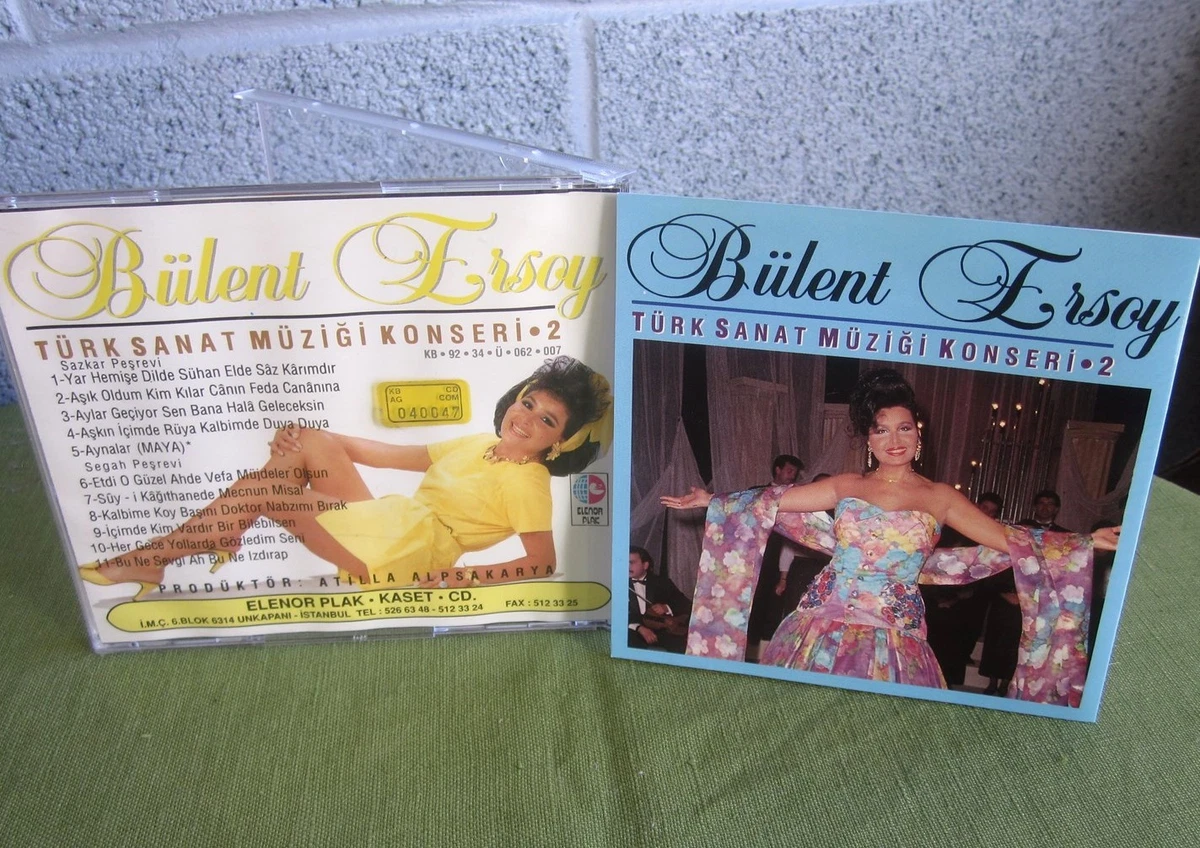 Bülent Ersoy
TÜRK SANAT MÜZİĞİ KONSERİ • 2
KB • 92 • 34 • Ü • 062 • 007
Sazkar Peşrevi
1-Yar Hemişe Dilde Sühan Elde Sâz Kârımdır
2-Aşık Oldum Kim Kılar Cânın Feda Canânına
3-Aylar Geçiyor Sen Bana Halâ Geleceksin
4-Aşkın İçimde Rüya Kalbimde Duya Duya
5-Aynalar (MAYA)*
Segah Peşrevi
6-Etdi O Güzel Ahde Vefa Müjdeler Olsun
7-Sûy - i Kâğıthanede Mecnun Misal
8-Kalbime Koy Başını Doktor Nabzımı Bırak
9-İçimde Kim Vardır Bir Bilebilsen
10-Her Gece Yollarda Gözledim Seni
11-Bu Ne Sevgi Ah Bu Ne Izdırap
KB CD
AG COM
040047
ELENOR
PLAK
PRODÜKTÖR: ATİLLA ALPSAKARYA
ELENOR PLAK • KASET • CD.
İ.M.Ç. 6.BLOK 6314 UNKAPANI - İSTANBUL TEL : 526 63 48 - 512 33 24 FAX : 512 33 25
Bülent Ersoy
TÜRK SANAT MÜZİĞİ KONSERİ • 2